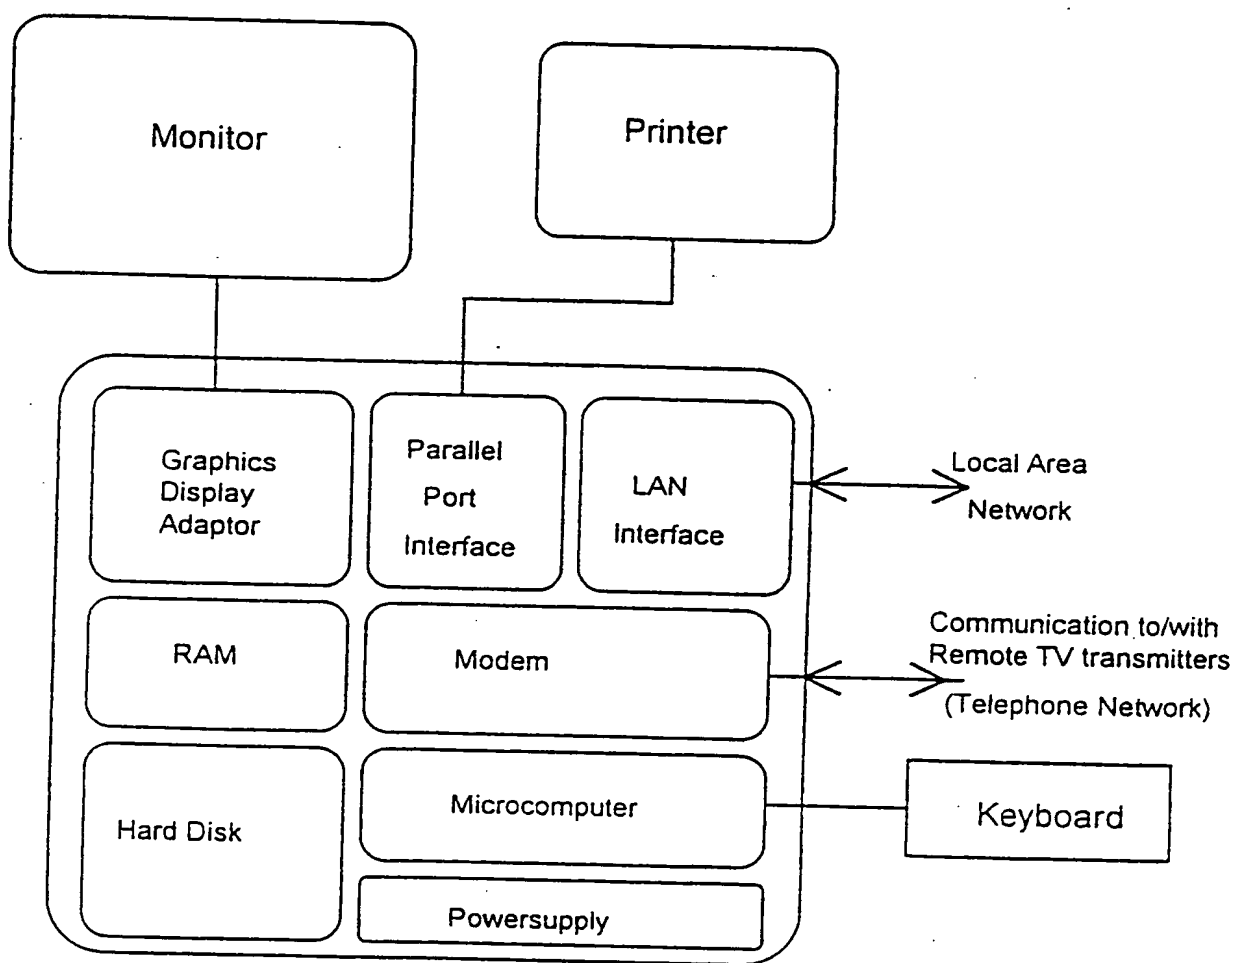 Monitor
Printer
Graphics
Display
Adaptor
Parallel
Port
Interface
LAN
Interface
Local Area
Network
RAM
Modem
Communication to/with
Remote TV transmitters
(Telephone Network)
Hard Disk
Microcomputer
Keyboard
Powersupply